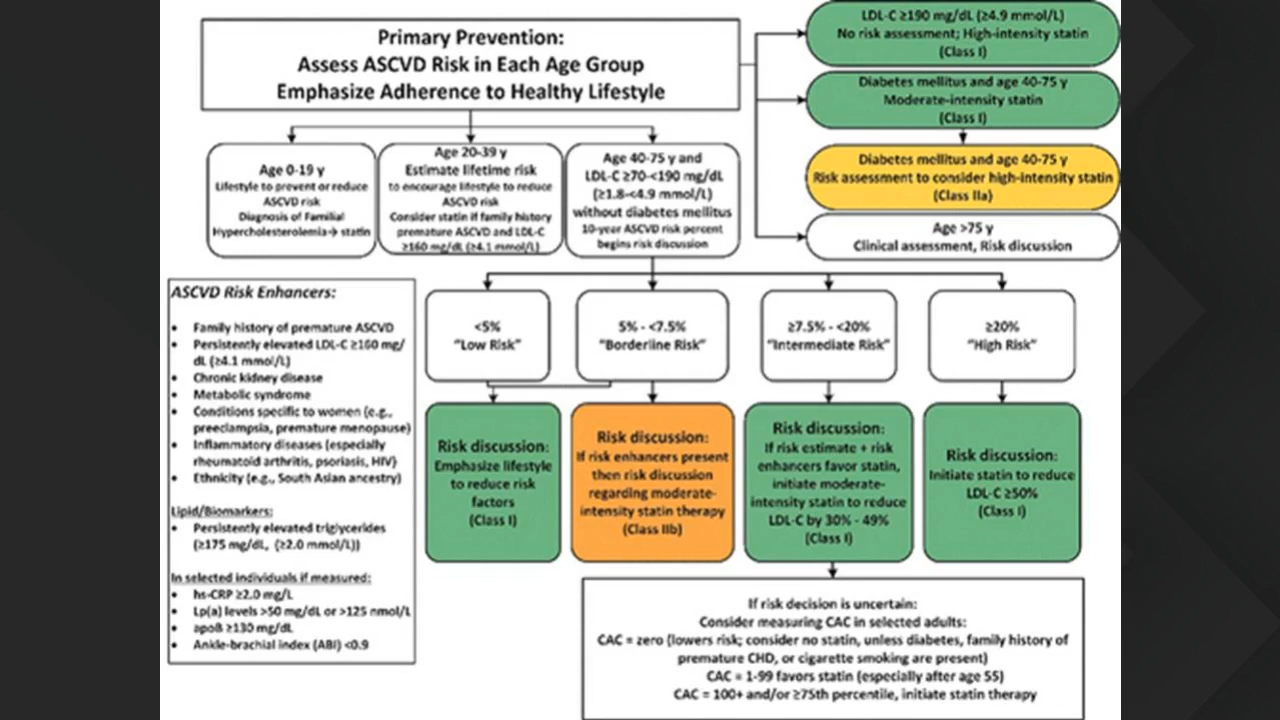 Primary Prevention:
Assess ASCVD Risk in Each Age Group
Emphasize Adherence to Healthy Lifestyle
LDL-C ≥190 mg/dL (≥4.9 mmol/L)
No risk assessment; High-intensity statin
(Class I)
Diabetes mellitus and age 40-75 y
Moderate-intensity statin
(Class I)
Diabetes mellitus and age 40-75 y
Risk assessment to consider high-intensity statin
(Class IIa)
Age >75 y
Clinical assessment, Risk discussion
Age 0-19 y
Lifestyle to prevent or reduce
ASCVD risk
Diagnosis of Familial
Hypercholesterolemia→ statin
Age 20-39 y
Estimate lifetime risk
to encourage lifestyle to reduce
ASCVD risk
Consider statin if family history
premature ASCVD and LDL-C
≥160 mg/dL (≥4.1 mmol/L)
Age 40-75 y and
LDL-C ≥70-<190 mg/dL
(≥1.8-<4.9 mmol/L)
without diabetes mellitus
10-year ASCVD risk percent
begins risk discussion
ASCVD Risk Enhancers:
• Family history of premature ASCVD
• Persistently elevated LDL-C ≥160 mg/
dL (≥4.1 mmol/L)
• Chronic kidney disease
• Metabolic syndrome
• Conditions specific to women (e.g.,
preeclampsia, premature menopause)
• Inflammatory diseases (especially
rheumatoid arthritis, psoriasis, HIV)
• Ethnicity (e.g., South Asian ancestry)
Lipid/Biomarkers:
• Persistently elevated triglycerides
(≥175 mg/dL, (≥2.0 mmol/L))
In selected individuals if measured:
• hs-CRP ≥2.0 mg/L
• Lp(a) levels >50 mg/dL or >125 nmol/L
• apoB ≥130 mg/dL
• Ankle-brachial index (ABI) <0.9
<5%
"Low Risk"
5% - <7.5%
"Borderline Risk"
≥7.5% - <20%
"Intermediate Risk"
≥20%
"High Risk"
Risk discussion:
Emphasize lifestyle
to reduce risk
factors
(Class I)
Risk discussion:
If risk enhancers present
then risk discussion
regarding moderate-
intensity statin therapy
(Class IIb)
Risk discussion:
If risk estimate + risk
enhancers favor statin,
initiate moderate-
intensity statin to reduce
LDL-C by 30% - 49%
(Class I)
Risk discussion:
Initiate statin to reduce
LDL-C ≥50%
(Class I)
If risk decision is uncertain:
Consider measuring CAC in selected adults:
CAC = zero (lowers risk; consider no statin, unless diabetes, family history of
premature CHD, or cigarette smoking are present)
CAC = 1-99 favors statin (especially after age 55)
CAC = 100+ and/or ≥75th percentile, initiate statin therapy